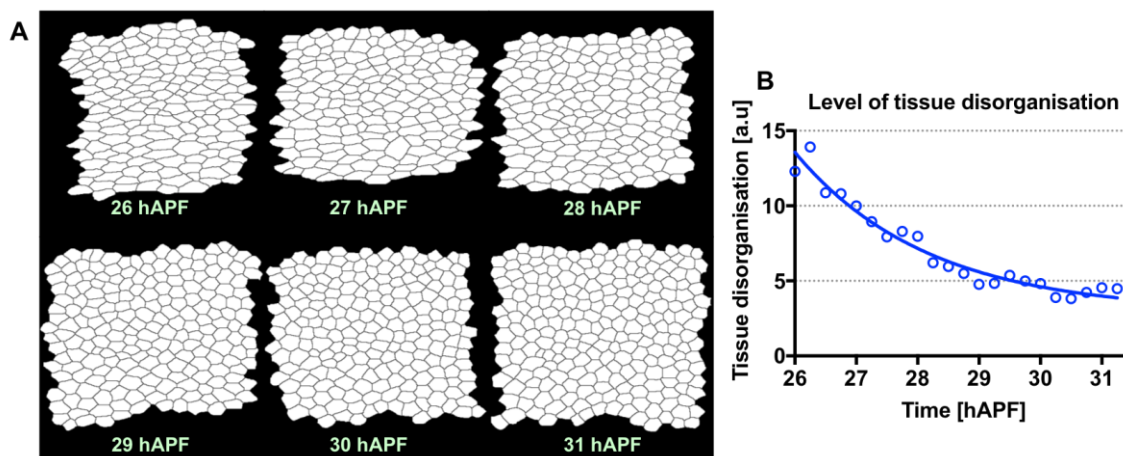 A
26 hAPF
27 hAPF
28 hAPF
29 hAPF
30 hAPF
31 hAPF
B
Level of tissue disorganisation
Tissue disorganisation [a.u]
15
10
5
0
26
27
28
29
30
31
Time [hAPF]